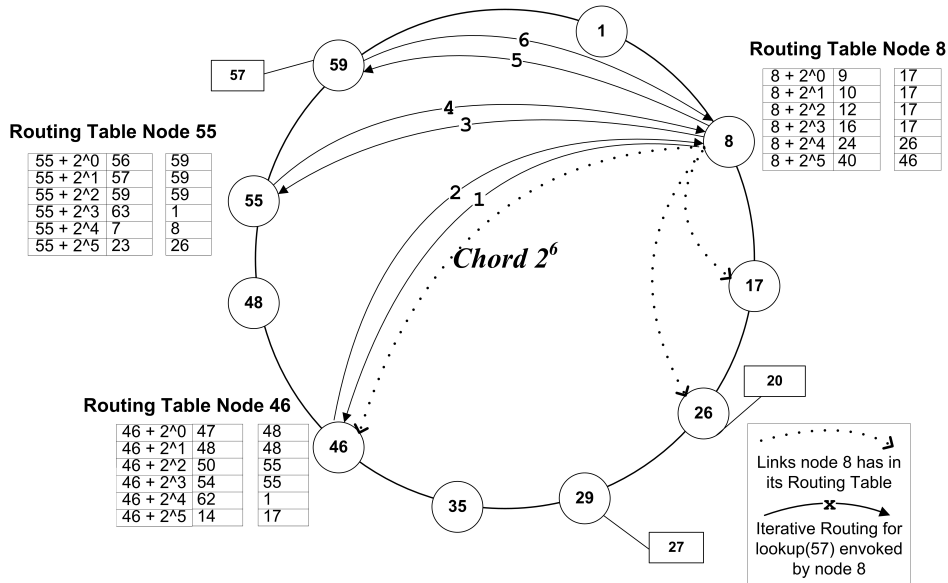 1
6
5
59
57
Routing Table Node 8
8 + 2^0 9 17
8 + 2^1 10 17
8 + 2^2 12 17
8 + 2^3 16 17
8 + 2^4 24 26
8 + 2^5 40 46
4
3
8
Routing Table Node 55
55 + 2^0 56 59
55 + 2^1 57 59
55 + 2^2 59 59
55 + 2^3 63 1
55 + 2^4 7 8
55 + 2^5 23 26
55
2
1
Chord 2^6
48
17
20
26
Routing Table Node 46
46 + 2^0 47 48
46 + 2^1 48 48
46 + 2^2 50 55
46 + 2^3 54 55
46 + 2^4 62 1
46 + 2^5 14 17
46
35
29
27
Links node 8 has in
its Routing Table
x
Iterative Routing for
lookup(57) envoked
by node 8